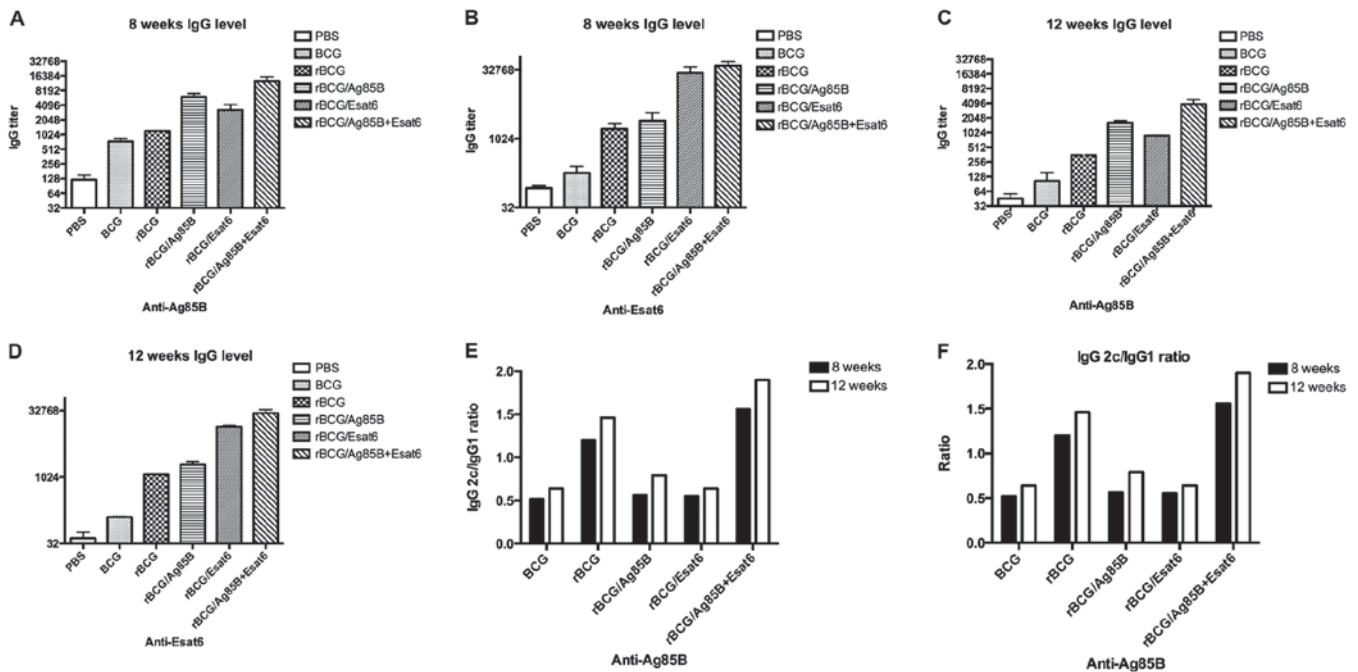 A
8 weeks IgG level
IgG titer
32768
16384
8192
4096
2048
1024
512
256
128
64
32
PBS
BCG
rBCG
rBCG/Ag85B
rBCG/Esat6
rBCG/Ag85B+Esat6
Anti-Ag85B
PBS
BCG
rBCG
rBCG/Ag85B
rBCG/Esat6
rBCG/Ag85B+Esat6
B
8 weeks IgG level
IgG titer
32768
1024
32
PBS
BCG
rBCG
rBCG/Ag85B
rBCG/Esat6
rBCG/Ag85B+Esat6
Anti-Esat6
PBS
BCG
rBCG
rBCG/Ag85B
rBCG/Esat6
rBCG/Ag85B+Esat6
C
12 weeks IgG level
IgG titer
32768
16384
8192
4096
2048
1024
512
256
128
64
32
PBS
BCG
rBCG
rBCG/Ag85B
rBCG/Esat6
rBCG/Ag85B+Esat6
Anti-Ag85B
PBS
BCG
rBCG
rBCG/Ag85B
rBCG/Esat6
rBCG/Ag85B+Esat6
D
12 weeks IgG level
IgG titer
32768
1024
32
PBS
BCG
rBCG
rBCG/Ag85B
rBCG/Esat6
rBCG/Ag85B+Esat6
Anti-Esat6
PBS
BCG
rBCG
rBCG/Ag85B
rBCG/Esat6
rBCG/Ag85B+Esat6
E
IgG 2c/IgG1 ratio
2.0
1.5
1.0
0.5
0.0
BCG
rBCG
rBCG/Ag85B
rBCG/Esat6
rBCG/Ag85B+Esat6
Anti-Ag85B
8 weeks
12 weeks
F
IgG 2c/IgG1 ratio
Ratio
2.0
1.5
1.0
0.5
0.0
BCG
rBCG
rBCG/Ag85B
rBCG/Esat6
rBCG/Ag85B+Esat6
Anti-Ag85B
8 weeks
12 weeks